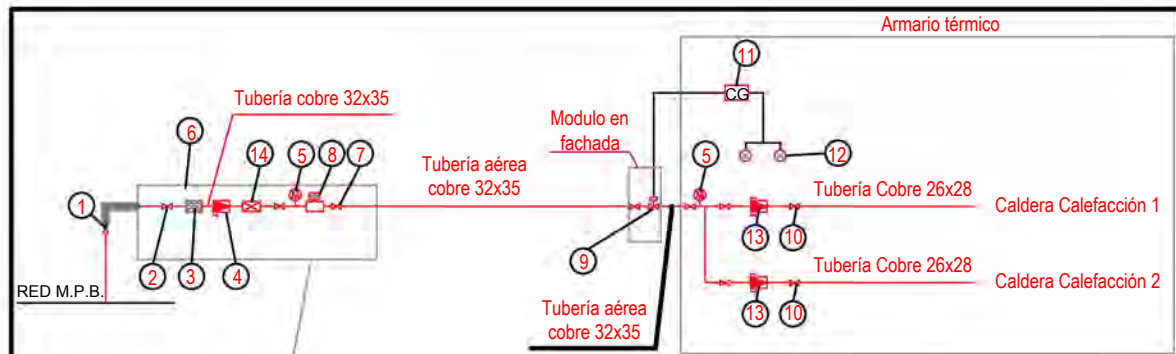 Armario térmico
11
CG
Tubería cobre 32x35
6
14
5
8
7
Modulo en
fachada
Tubería aérea
cobre 32x35
5
12
1
Tubería Cobre 26x28
Caldera Calefacción 1
2
3
4
9
13
10
RED M.P.B.
Tubería Cobre 26x28
Caldera Calefacción 2
13
10
Tubería aérea
cobre 32x35